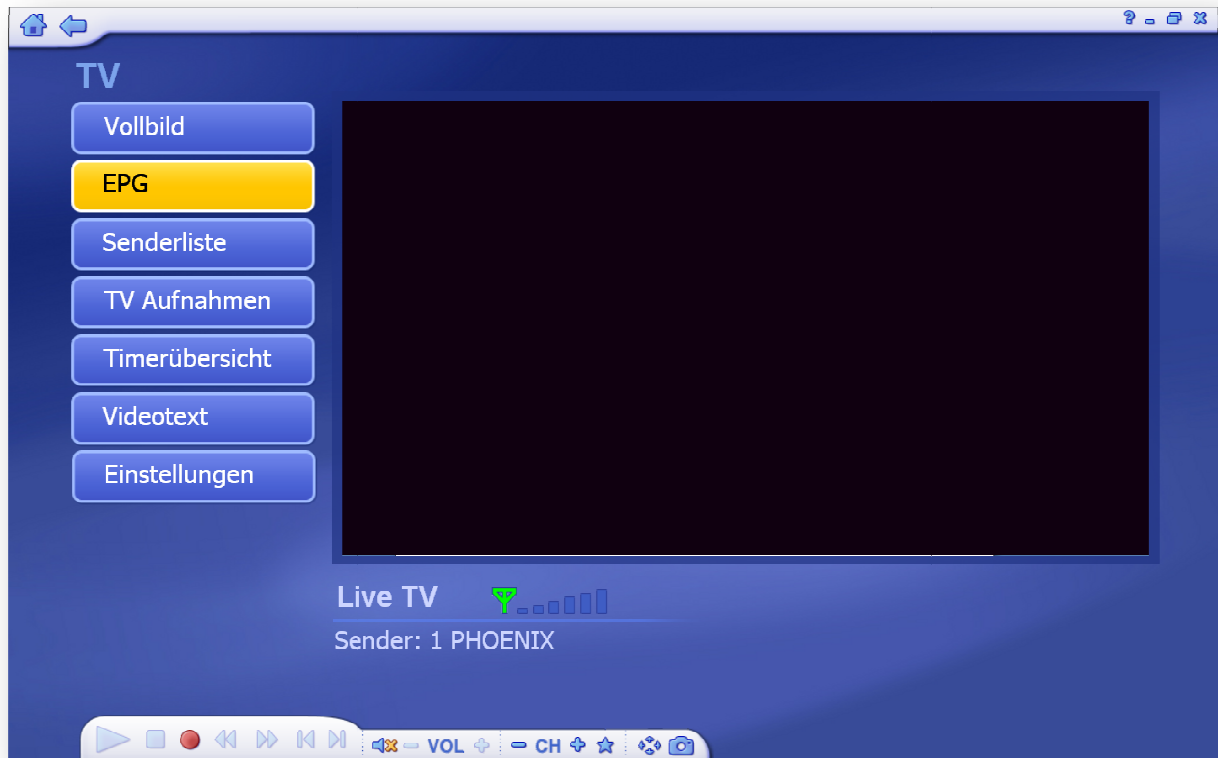 TV
Vollbild
EPG
Senderliste
TV Aufnahmen
Timerübersicht
Videotext
Einstellungen
Live TV
Sender: 1 PHOENIX
VOL
CH